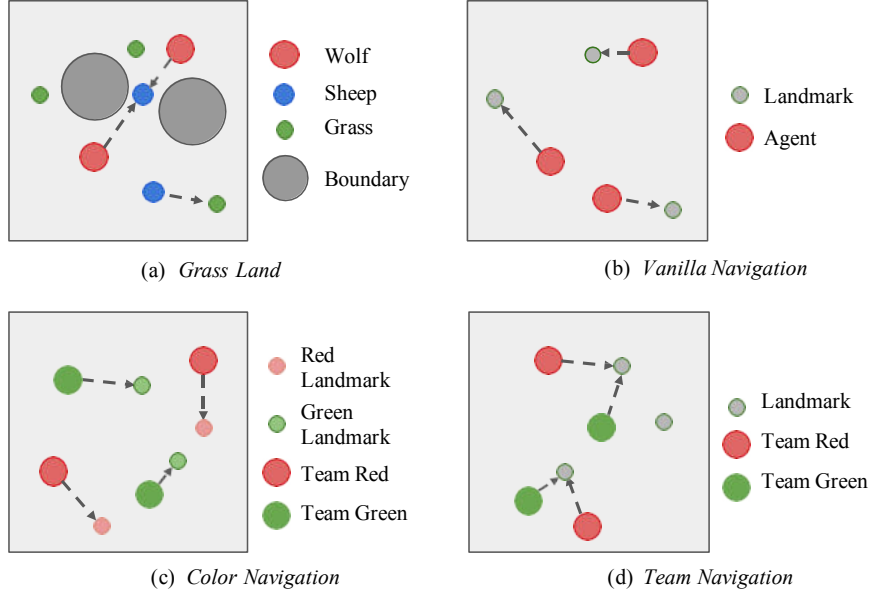 Wolf
Sheep
Grass
Boundary
(a) Grass Land
Landmark
Agent
(b) Vanilla Navigation
Red
Landmark
Green
Landmark
Team Red
Team Green
(c) Color Navigation
Landmark
Team Red
Team Green
(d) Team Navigation